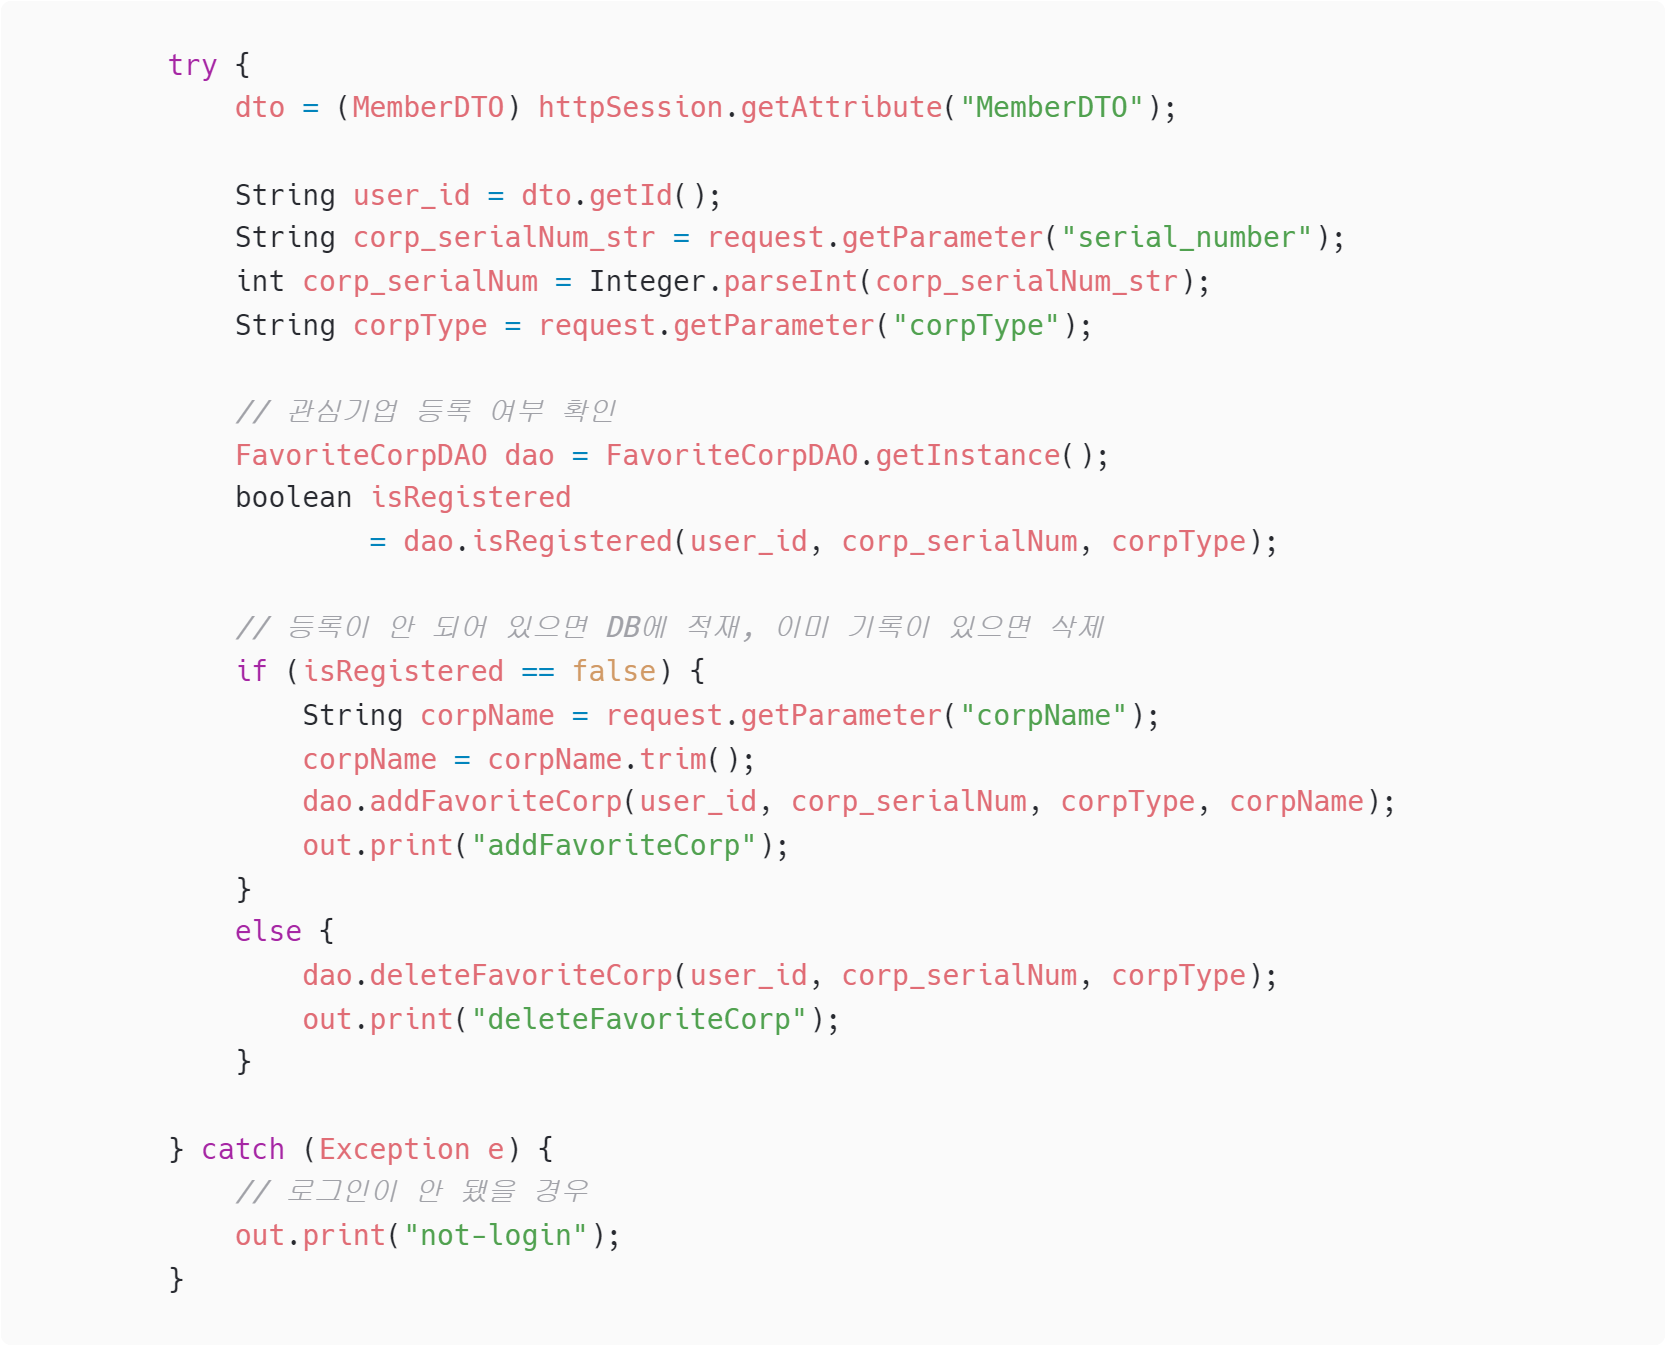 try {
dto = (MemberDTO) httpSession.getAttribute("MemberDTO");
String user_id = dto.getId();
String corp_serialNum_str = request.getParameter("serial_number");
int corp_serialNum = Integer.parseInt(corp_serialNum_str);
String corpType = request.getParameter("corpType");
// 관심기업 등록 여부 확인
FavoriteCorpDAO dao = FavoriteCorpDAO.getInstance();
boolean isRegistered
= dao.isRegistered(user_id, corp_serialNum, corpType);
// 등록이 안 되어 있으면 DB에 적재, 이미 기록이 있으면 삭제
if (isRegistered == false) {
String corpName = request.getParameter("corpName");
corpName = corpName.trim();
dao.addFavoriteCorp(user_id, corp_serialNum, corpType, corpName);
out.print("addFavoriteCorp");
}
else {
dao.deleteFavoriteCorp(user_id, corp_serialNum, corpType);
out.print("deleteFavoriteCorp");
}
} catch (Exception e) {
// 로그인이 안 됐을 경우
out.print("not-login");
}